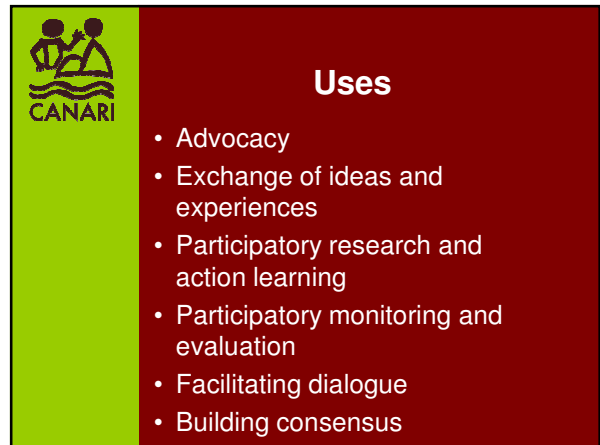 CANARI
Uses
• Advocacy
• Exchange of ideas and
experiences
• Participatory research and
action learning
• Participatory monitoring and
evaluation
• Facilitating dialogue
• Building consensus